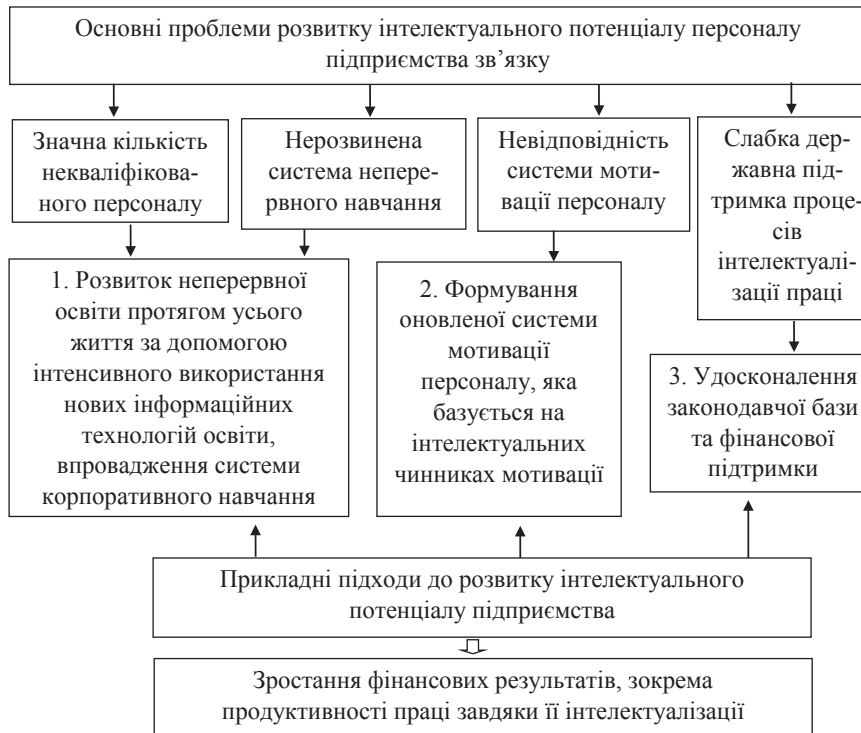 Основні проблеми розвитку інтелектуального потенціалу персоналу
підприємства зв’язку
Значна кількість
некваліфікова-
ного персоналу
Нерозвинена
система непере-
рвного навчання
Невідповідність
системи моти-
вації персоналу
Слабка дер-
жавна під-
тримка проце-
сів
інтелектуалі-
зації праці
1. Розвиток неперервної
освіти протягом усього
життя за допомогою
інтенсивного використання
нових інформаційних
технологій освіти,
впровадження системи
корпоративного навчання
2. Формування
оновленої системи
мотивації
персоналу, яка
базується на
інтелектуальних
чинниках мотивації
3. Удосконалення
законодавчої бази
та фінансової
підтримки
Прикладні підходи до розвитку інтелектуального
потенціалу підприємства
Зростання фінансових результатів, зокрема
продуктивності праці завдяки її інтелектуалізації